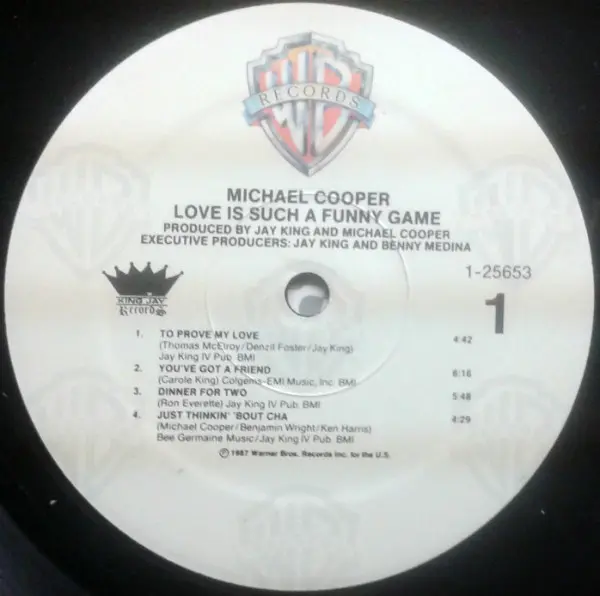 WB
RECORDS
MICHAEL COOPER
LOVE IS SUCH A FUNNY GAME
PRODUCED BY JAY KING AND MICHAEL COOPER
EXECUTIVE PRODUCERS: JAY KING AND BENNY MEDINA
1-25653
1
KING JAY
Records
1. TO PROVE MY LOVE 4:42
(Thomas McElroy/Denzil Foster/Jay King)
Jay King IV Pub. BMI
2. YOU'VE GOT A FRIEND 6:16
(Carole King) Colgems-EMI Music, Inc. BMI
3. DINNER FOR TWO 5:48
(Ron Everette) Jay King IV Pub. BMI
4. JUST THINKIN' 'BOUT CHA 4:29
(Michael Cooper/Benjamin Wright/Ken Harris)
Bee Germaine Music/Jay King IV Pub. BMI
℗1987 Warner Bros. Records Inc. for the U.S.